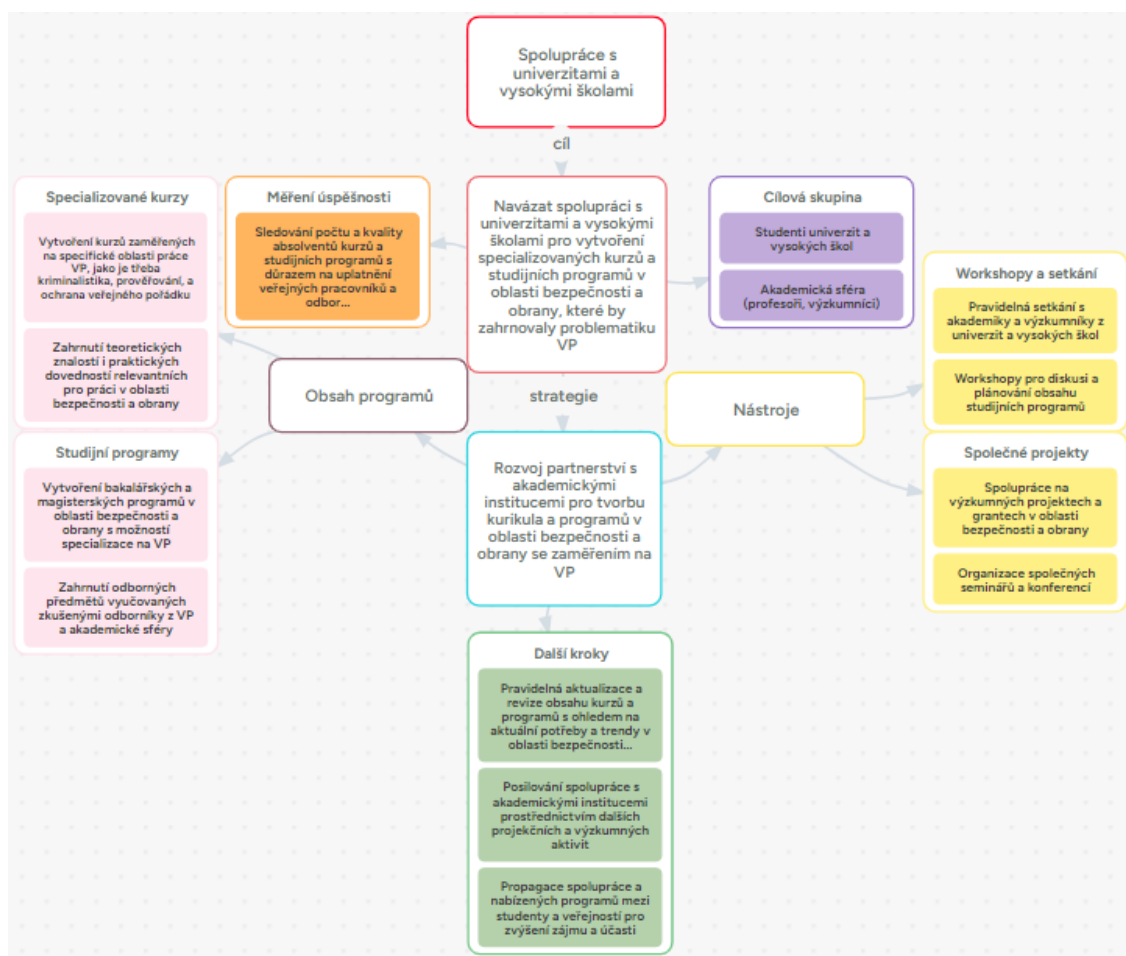 Spolupráce s
univerzitami a
vysokými školami
cíl
Specializované kurzy
Vytvoření kurzů zaměřených
na specifické oblasti práce
VP, jako je třeba
kriminalistika, prověřování, a
ochrana veřejného pořádku
Zahrnutí teoretických
znalostí i praktických
dovedností relevantních
pro práci v oblasti
bezpečnosti a obrany
Měření úspěšnosti
Sledování počtu a kvality
absolventů kurzů a
studijních programů s
důrazem na uplatnění
veřejných pracovníků a
odbor...
Navázat spolupráci s
univerzitami a vysokými
školami pro vytvoření
specializovaných kurzů a
studijních programů v
oblasti bezpečnosti a
obrany, které by
zahrnovaly problematiku
VP
Cílová skupina
Studenti univerzit a
vysokých škol
Akademická sféra
(profesoři, výzkumníci)
Workshopy a setkání
Pravidelná setkání s
akademiky a výzkumníky z
univerzit a vysokých škol
Workshopy pro diskusi a
plánování obsahu
studijních programů
Obsah programů
strategie
Nástroje
Studijní programy
Vytvoření bakalářských a
magisterských programů v
oblasti bezpečnosti a
obrany s možností
specializace na VP
Zahrnutí odborných
předmětů vyučovaných
zkušenými odborníky z VP
a akademické sféry
Rozvoj partnerství s
akademickými
institucemi pro tvorbu
kurikula a programů v
oblasti bezpečnosti a
obrany se zaměřením na
VP
Společné projekty
Spolupráce na
výzkumných projektech a
grantech v oblasti
bezpečnosti a obrany
Organizace společných
seminářů a konferencí
Další kroky
Pravidelná aktualizace a
revize obsahu kurzů a
programů s ohledem na
aktuální potřeby a trendy v
oblasti bezpečnosti...
Posilování spolupráce s
akademickými institucemi
prostřednictvím dalších
projekčních a výzkumných
aktivit
Propagace spolupráce a
nabízených programů mezi
studenty a veřejností pro
zvýšení zájmu a účasti